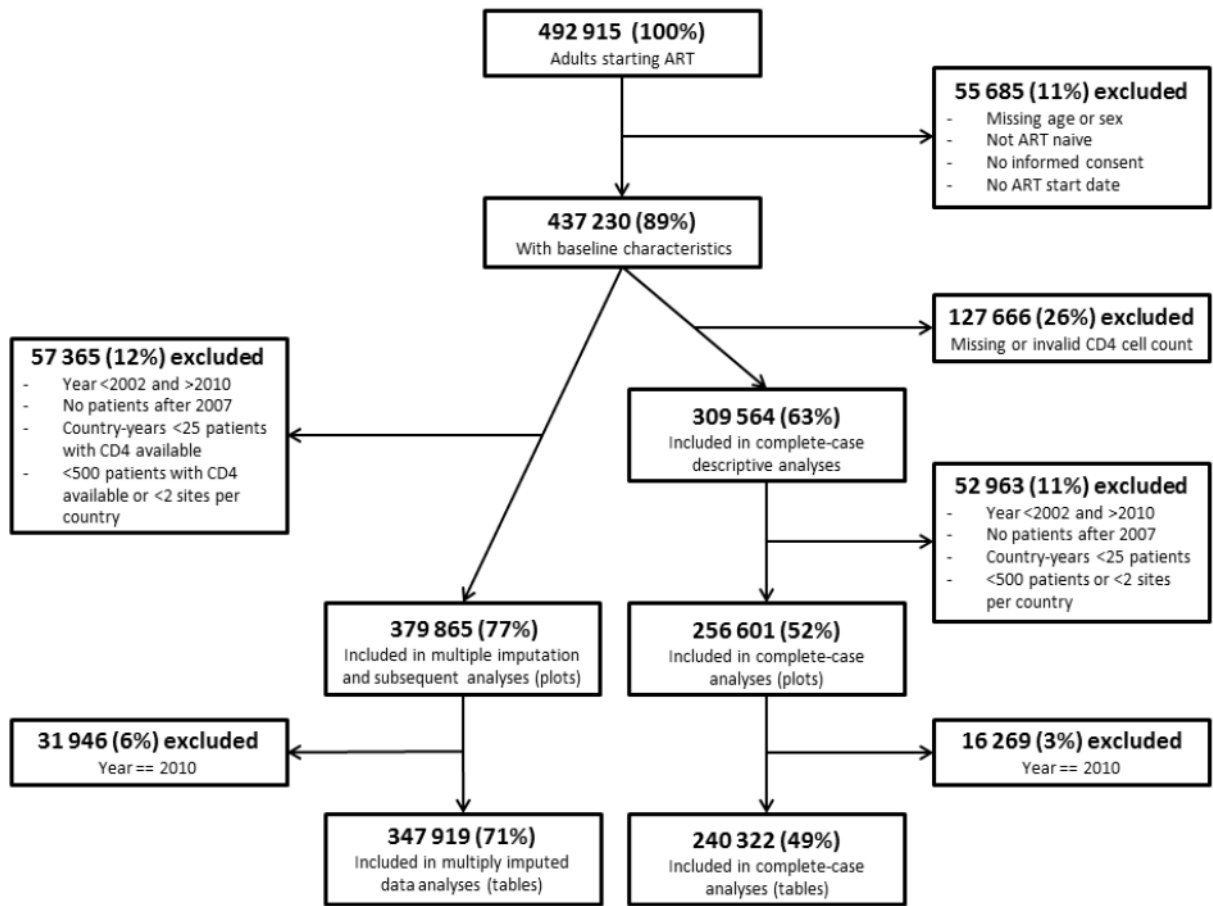 492 915 (100%)
Adults starting ART
55 685 (11%) excluded
- Missing age or sex
- Not ART naive
- No informed consent
- No ART start date
437 230 (89%)
With baseline characteristics
127 666 (26%) excluded
Missing or invalid CD4 cell count
57 365 (12%) excluded
- Year <2002 and >2010
- No patients after 2007
- Country-years <25 patients
with CD4 available
- <500 patients with CD4
available or <2 sites per
country
309 564 (63%)
Included in complete-case
descriptive analyses
52 963 (11%) excluded
- Year <2002 and >2010
- No patients after 2007
- Country-years <25 patients
- <500 patients or <2 sites
per country
379 865 (77%)
Included in multiple imputation
and subsequent analyses (plots)
256 601 (52%)
Included in complete-case
analyses (plots)
31 946 (6%) excluded
Year == 2010
16 269 (3%) excluded
Year == 2010
347 919 (71%)
Included in multiply imputed
data analyses (tables)
240 322 (49%)
Included in complete-case
analyses (tables)